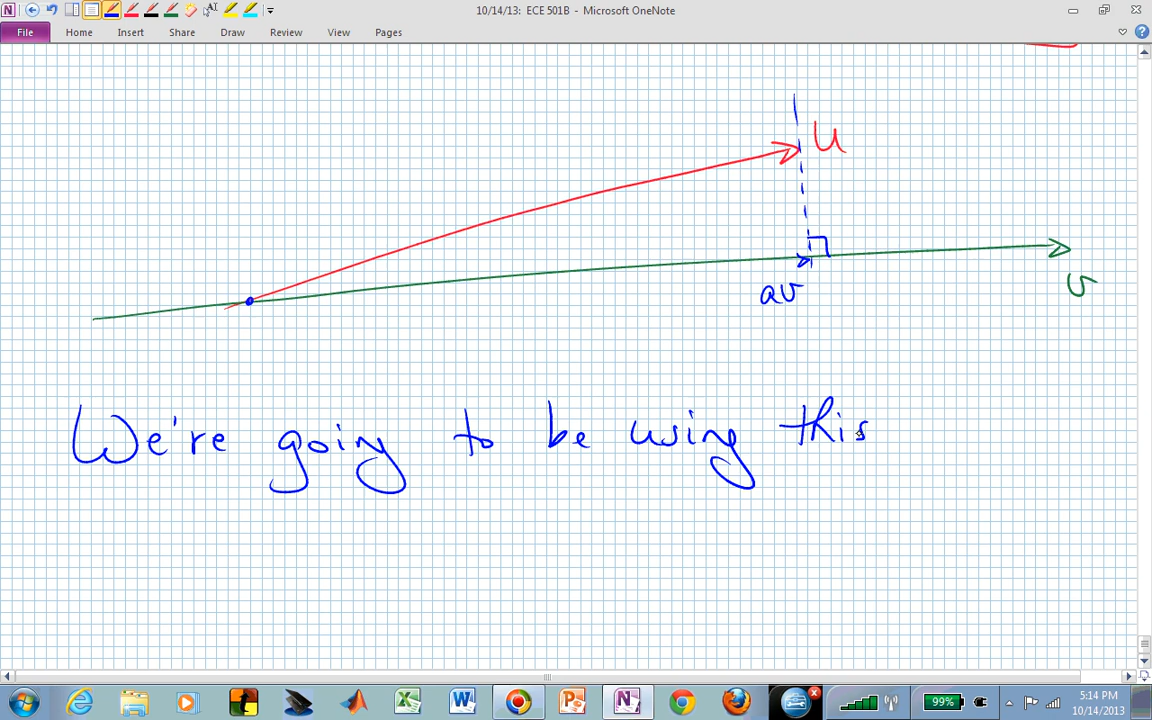 10/14/13: ECE 501B - Microsoft OneNote
File Home Insert Share Draw Review View Pages
u
av
v
We're going to be using this
99%
5:14 PM
10/14/2013